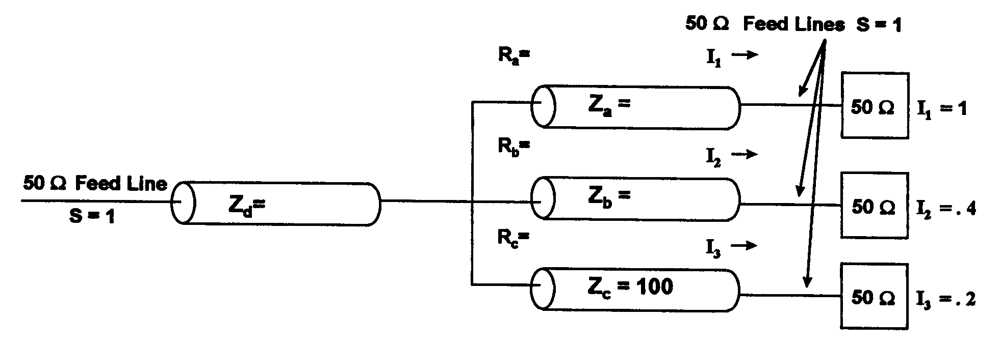 50 Ω Feed Lines S = 1
Rₐ=
I₁ →
Zₐ =
50 Ω
I₁ = 1
R_b=
I₂ →
50 Ω Feed Line
S = 1
Z_d=
Z_b =
50 Ω
I₂ = . 4
R_c=
I₃ →
Z_c = 100
50 Ω
I₃ = . 2